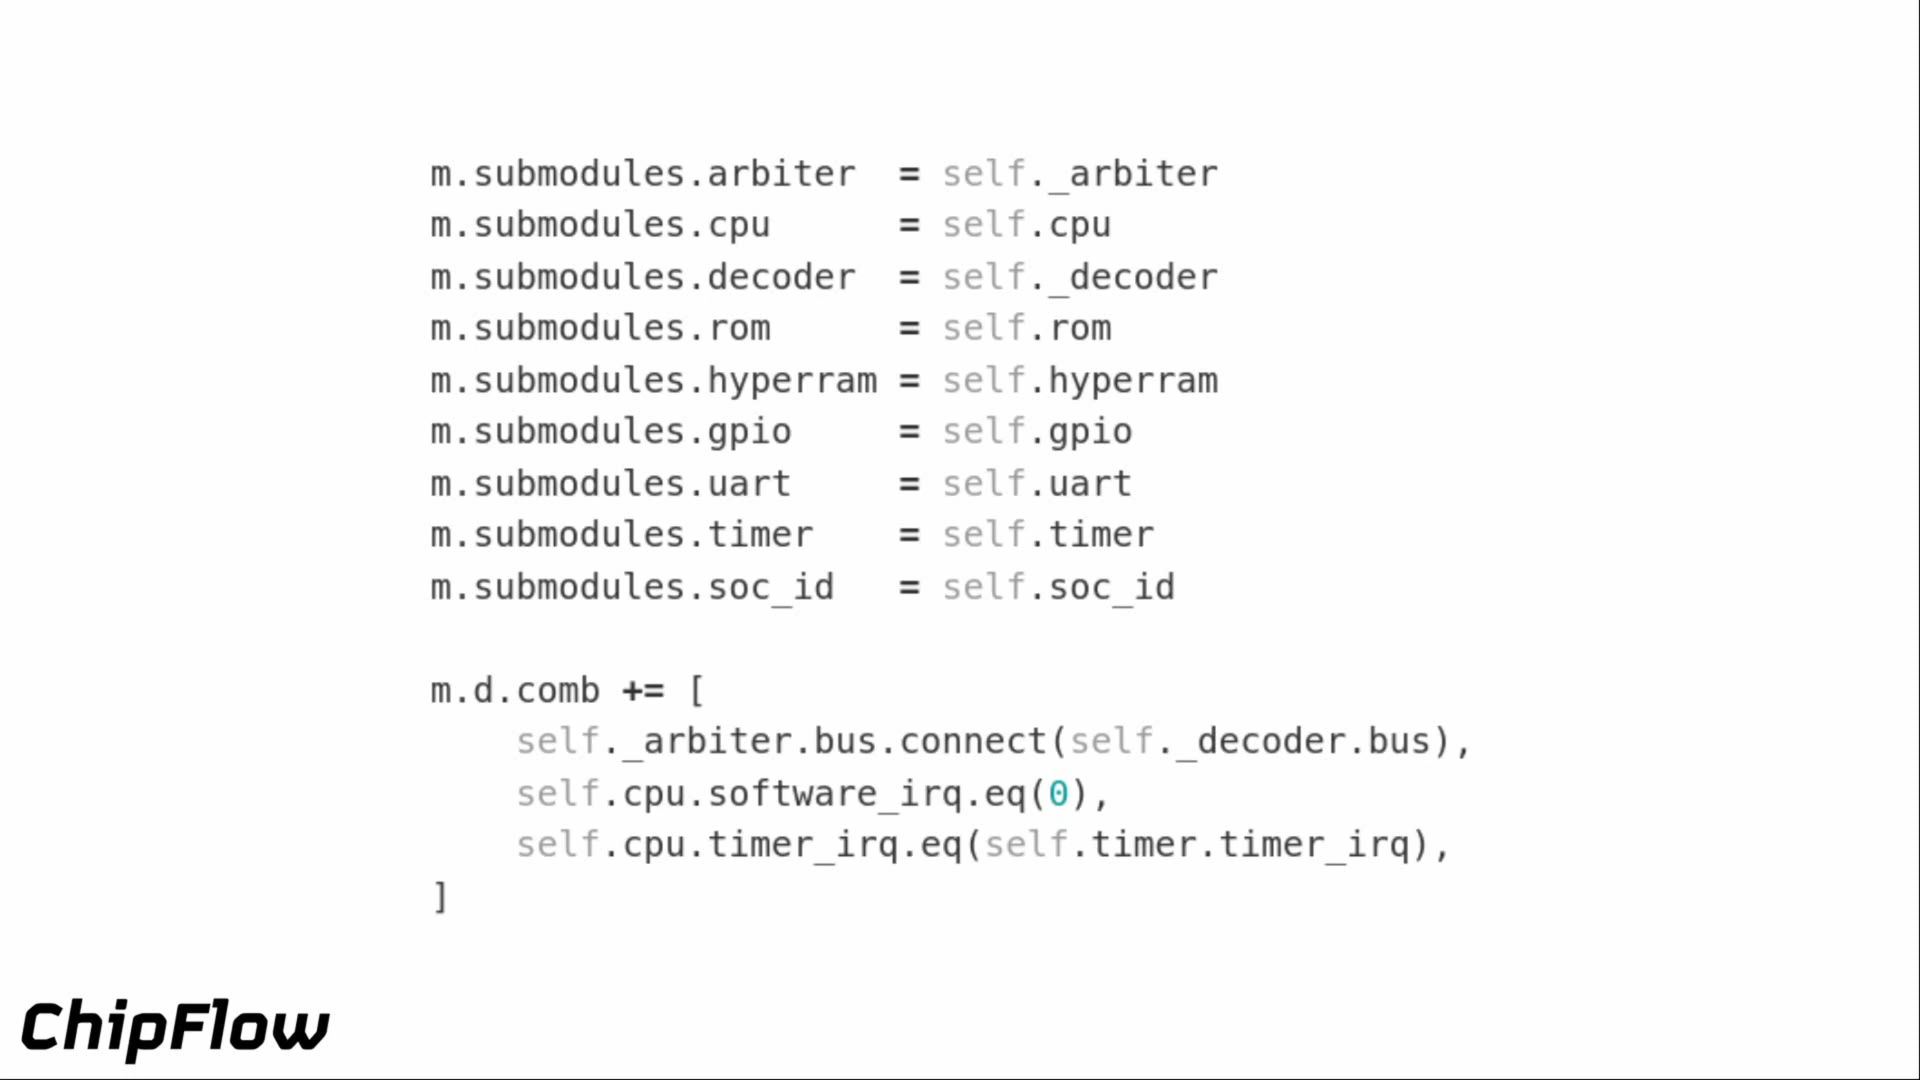 m.submodules.arbiter  = self._arbiter
m.submodules.cpu      = self.cpu
m.submodules.decoder  = self._decoder
m.submodules.rom      = self.rom
m.submodules.hyperram = self.hyperram
m.submodules.gpio     = self.gpio
m.submodules.uart     = self.uart
m.submodules.timer    = self.timer
m.submodules.soc_id   = self.soc_id

m.d.comb += [
    self._arbiter.bus.connect(self._decoder.bus),
    self.cpu.software_irq.eq(0),
    self.cpu.timer_irq.eq(self.timer.timer_irq),
]
ChipFlow